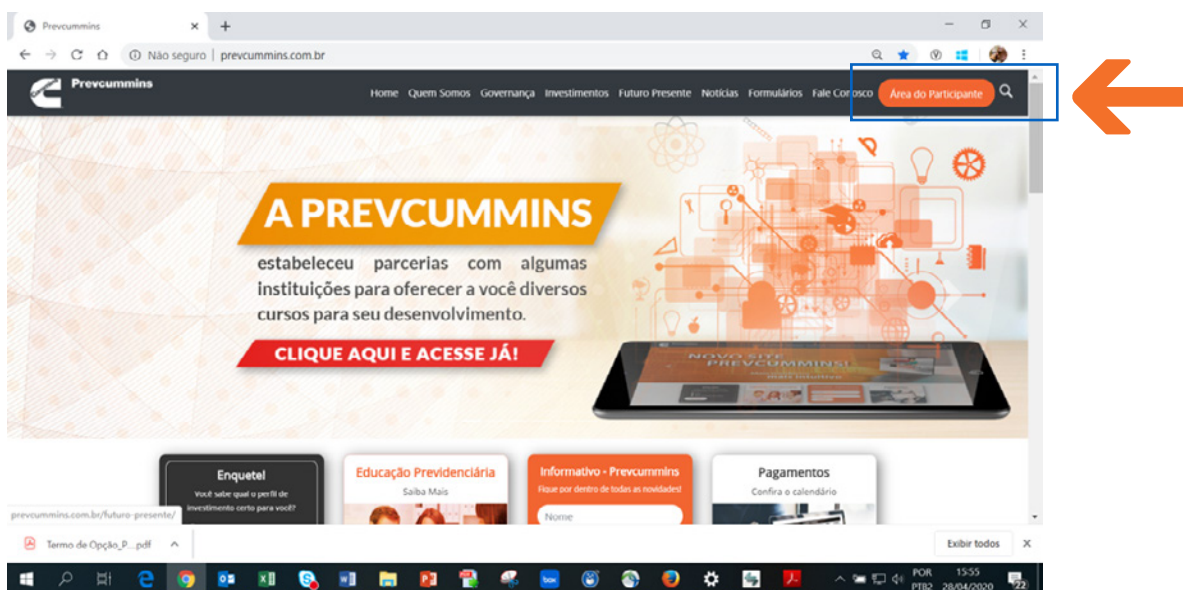 Prevcummins
Não seguro | prevcummins.com.br
Prevcummins
Home Quem Somos Governança Investimentos Futuro Presente Notícias Formulários Fale Conosco Área do Participante
A PREVCUMMINS
estabeleceu parcerias com algumas
instituições para oferecer a você diversos
cursos para seu desenvolvimento.
CLIQUE AQUI E ACESSE JÁ!
NOVO SITE
PREVCUMMINS!
mais intuitivo
Enquete!
Você sabe qual o perfil de
investimento certo para você?
Educação Previdenciária
Saiba Mais
Informativo - Prevcummins
Fique por dentro de todas as novidades!
Nome
Pagamentos
Confira o calendário
prevcummins.com.br/futuro-presente/
Termo de Opção_P....pdf
Exibir todos
box
POR
PTB2
15:55
28/04/2020
22